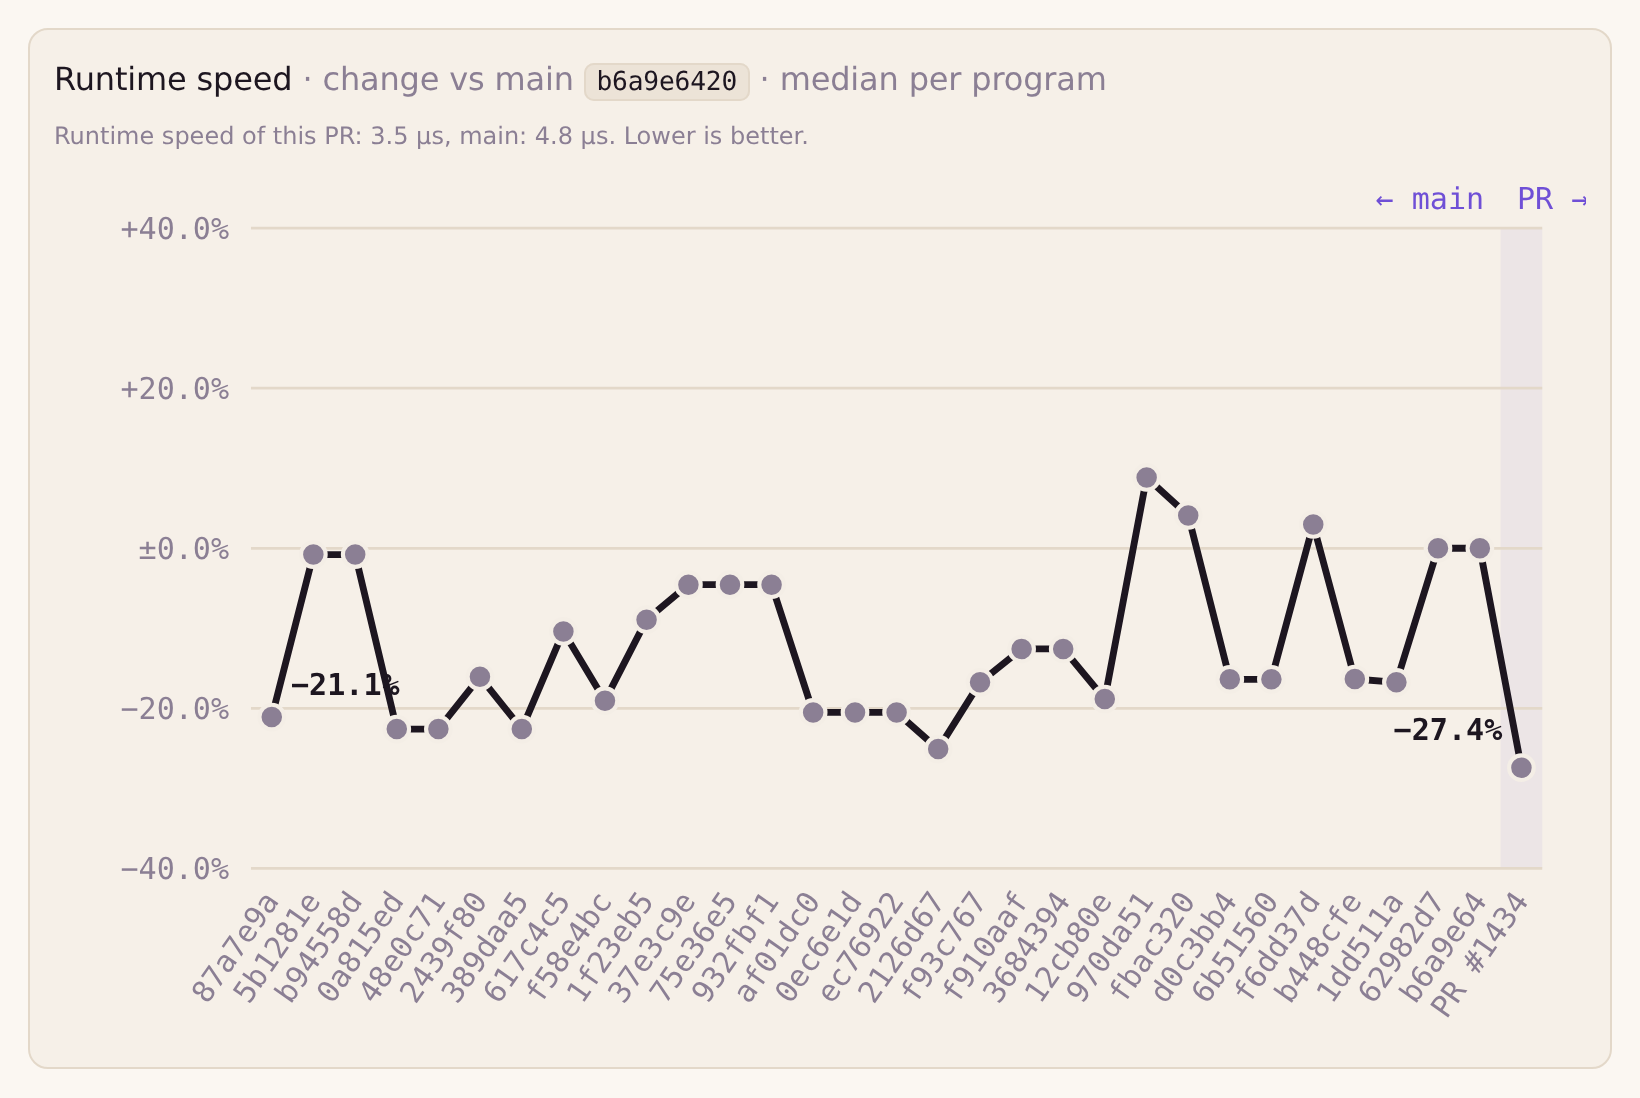 Runtime speed · change vs main b6a9e6420 · median per program
Runtime speed of this PR: 3.5 µs, main: 4.8 µs. Lower is better.
← main PR →
+40.0%
+20.0%
±0.0%
−20.0%
−40.0%
−21.1%
−27.4%
87a7e9a
5b1281e
b94558d
0a815ed
48e0c71
2439f80
389daa5
617c4c5
f58e4bc
1f23eb5
37e3c9e
75e36e5
932fbf1
af01dc0
0ec6e1d
ec76922
2126d67
f93c767
f910aaf
3684394
12cb80e
970da51
fbac320
d0c3bb4
6b51560
f6dd37d
b448cfe
1dd511a
62982d7
b6a9e64
PR #1434